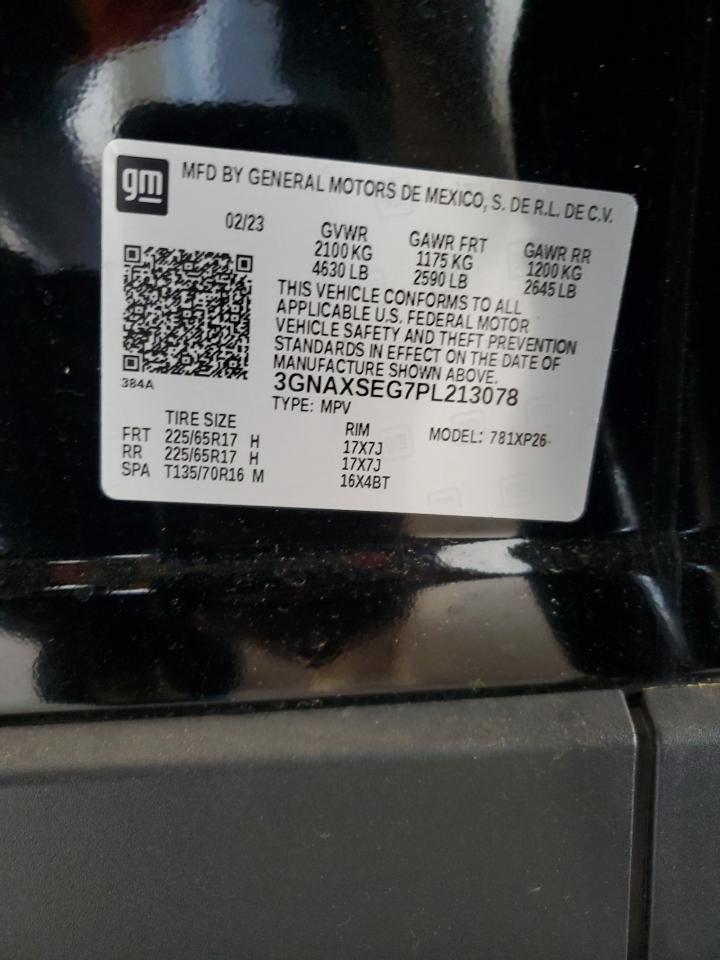 gm
MFD BY GENERAL MOTORS DE MEXICO, S. DE R.L. DE C.V.
02/23
GVWR GAWR FRT GAWR RR
2100 KG 1175 KG 1200 KG
4630 LB 2590 LB 2645 LB
THIS VEHICLE CONFORMS TO ALL
APPLICABLE U.S. FEDERAL MOTOR
VEHICLE SAFETY AND THEFT PREVENTION
STANDARDS IN EFFECT ON THE DATE OF
MANUFACTURE SHOWN ABOVE.
384A
3GNAXSEG7PL213078
TYPE: MPV
TIRE SIZE RIM MODEL: 781XP26-
FRT 225/65R17 H 17X7J
RR 225/65R17 H 17X7J
SPA T135/70R16 M 16X4BT